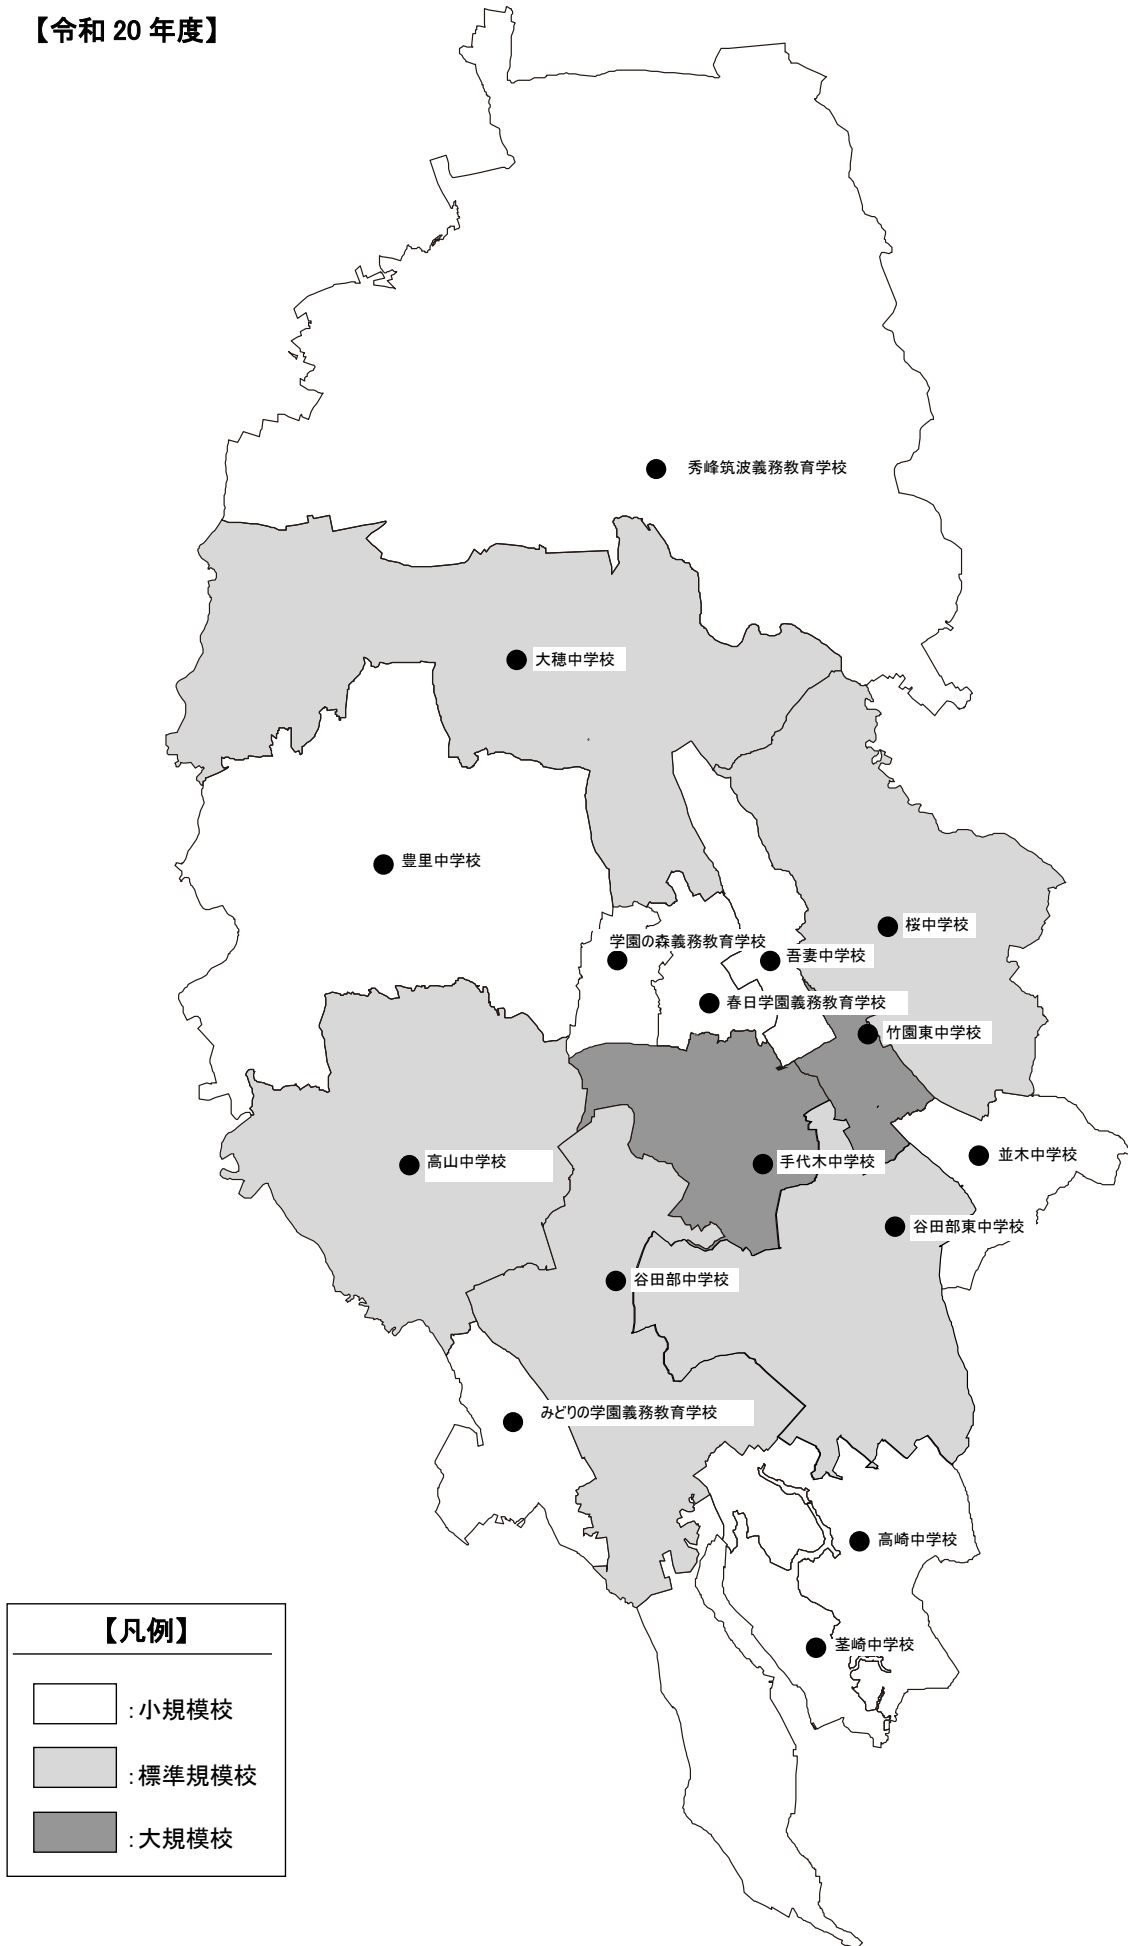 【令和 20 年度】
秀峰筑波義務教育学校
大穂中学校
豊里中学校
桜中学校
学園の森義務教育学校
吾妻中学校
春日学園義務教育学校
竹園東中学校
高山中学校
手代木中学校
並木中学校
谷田部東中学校
谷田部中学校
みどりの学園義務教育学校
高崎中学校
茎崎中学校
【凡例】
：小規模校
：標準規模校
：大規模校